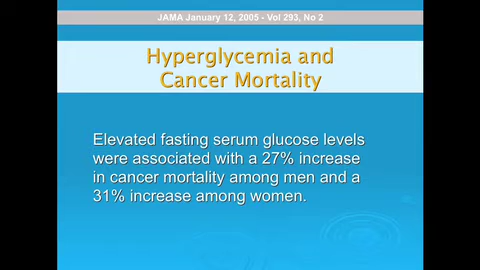 JAMA January 12, 2005 - Vol 293, No 2
Hyperglycemia and
Cancer Mortality
Elevated fasting serum glucose levels
were associated with a 27% increase
in cancer mortality among men and a
31% increase among women.